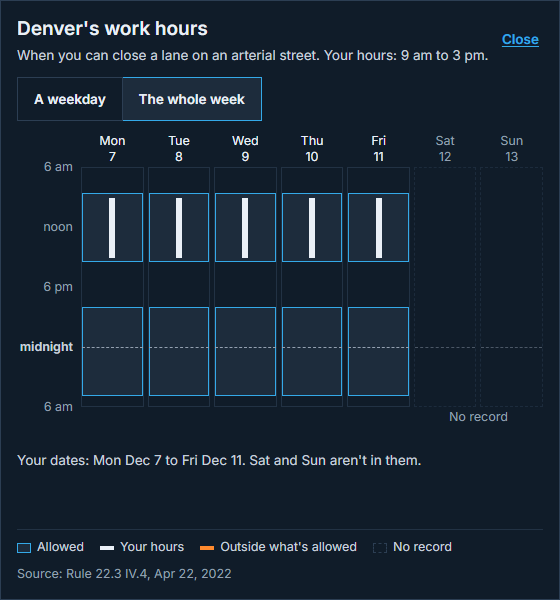 Denver's work hours
Close
When you can close a lane on an arterial street. Your hours: 9 am to 3 pm.
A weekday
The whole week
Mon Tue Wed Thu Fri Sat Sun
7 8 9 10 11 12 13
6 am
noon
6 pm
midnight
6 am
No record
Your dates: Mon Dec 7 to Fri Dec 11. Sat and Sun aren't in them.
Allowed Your hours Outside what's allowed No record
Source: Rule 22.3 IV.4, Apr 22, 2022